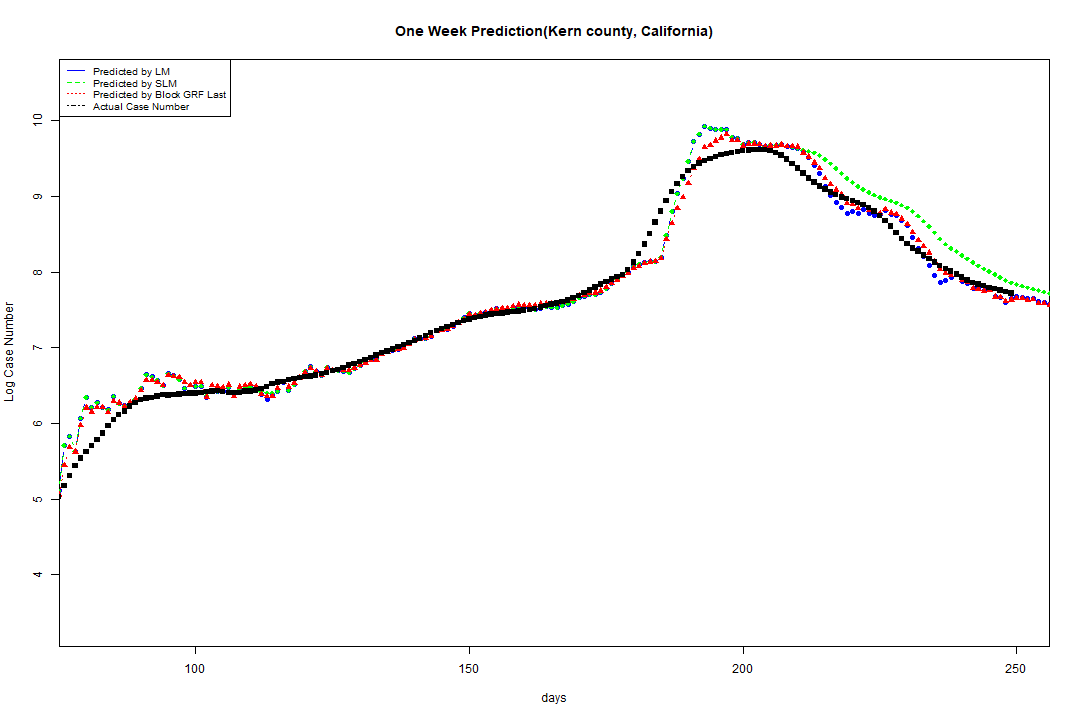 One Week Prediction(Kern county, California)
Predicted by LM
Predicted by SLM
Predicted by Block GRF Last
Actual Case Number
10
9
8
7
6
5
4
Log Case Number
100
150
200
250
days